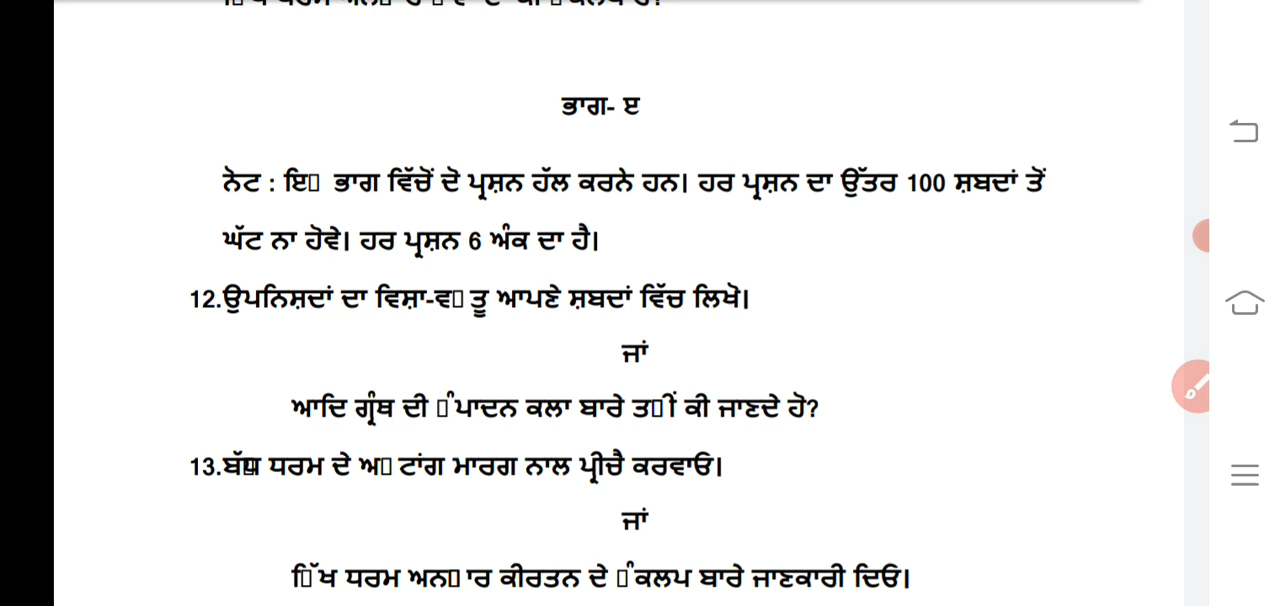 ਭਾਗ- ੲ
ਨੋਟ : ਇ ਭਾਗ ਵਿੱਚੋਂ ਦੋ ਪ੍ਰਸ਼ਨ ਹੱਲ ਕਰਨੇ ਹਨ। ਹਰ ਪ੍ਰਸ਼ਨ ਦਾ ਉੱਤਰ 100 ਸ਼ਬਦਾਂ ਤੋਂ
ਘੱਟ ਨਾ ਹੋਵੇ। ਹਰ ਪ੍ਰਸ਼ਨ 6 ਅੰਕ ਦਾ ਹੈ।
12.ਉਪਨਿਸ਼ਦਾਂ ਦਾ ਵਿਸ਼ਾ-ਵ ਤੂ ਆਪਣੇ ਸ਼ਬਦਾਂ ਵਿੱਚ ਲਿਖੋ।
ਜਾਂ
ਆਦਿ ਗ੍ਰੰਥ ਦੀ ਪਾਦਨ ਕਲਾ ਬਾਰੇ ਕੀ ਜਾਣਦੇ ਹੋ?
13. ਧਰਮ ਦੇ ਅ ਟਾਂਗ ਮਾਰਗ ਨਾਲ ਪ੍ਰੀਚੈ ਕਰਵਾਓ।
ਜਾਂ
ਧਰਮ ਕੀਰਤਨ ਦੇ ਕਲਪ ਬਾਰੇ ਜਾਣਕਾਰੀ ਦਿਓ।